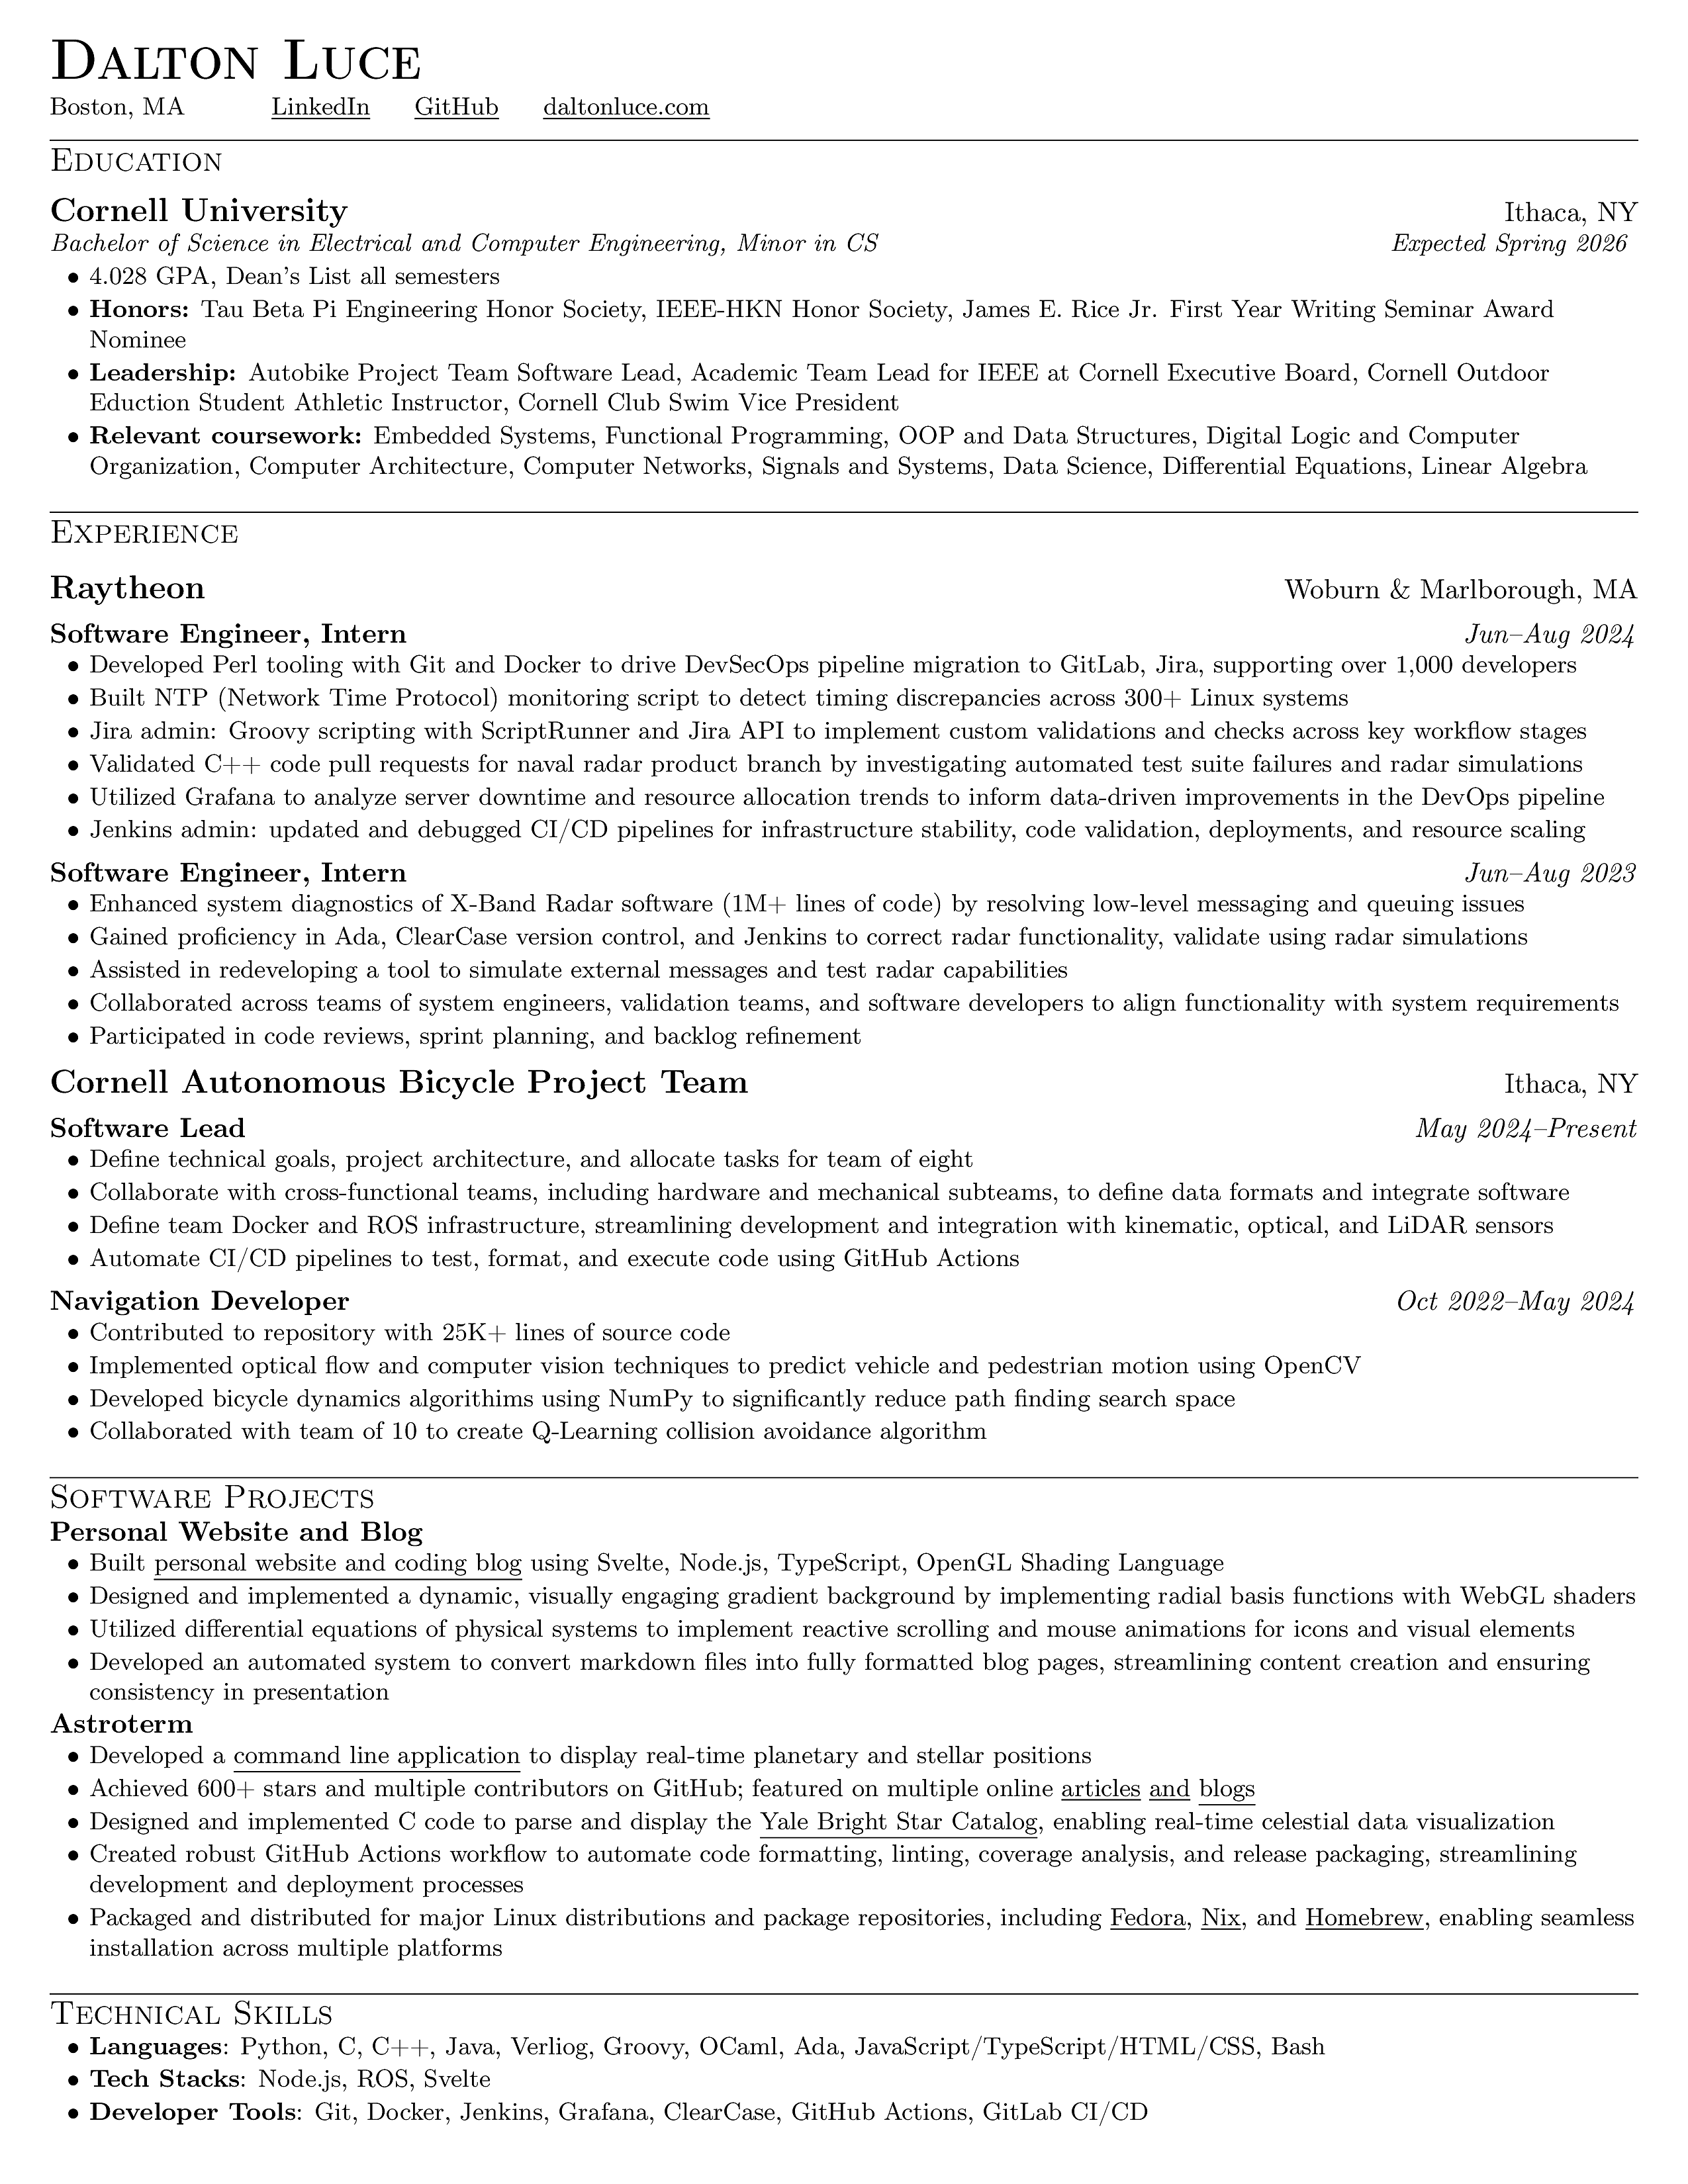 Dalton Luce
Boston, MA LinkedIn GitHub daltonluce.com
Education
Cornell University Ithaca, NY
Bachelor of Science in Electrical and Computer Engineering, Minor in CS Expected Spring 2026
• 4.028 GPA, Dean's List all semesters
• Honors: Tau Beta Pi Engineering Honor Society, IEEE-HKN Honor Society, James E. Rice Jr. First Year Writing Seminar Award
Nominee
• Leadership: Autobike Project Team Software Lead, Academic Team Lead for IEEE at Cornell Executive Board, Cornell Outdoor
Eduction Student Athletic Instructor, Cornell Club Swim Vice President
• Relevant coursework: Embedded Systems, Functional Programming, OOP and Data Structures, Digital Logic and Computer
Organization, Computer Architecture, Computer Networks, Signals and Systems, Data Science, Differential Equations, Linear Algebra
Experience
Raytheon Woburn & Marlborough, MA
Software Engineer, Intern Jun–Aug 2024
• Developed Perl tooling with Git and Docker to drive DevSecOps pipeline migration to GitLab, Jira, supporting over 1,000 developers
• Built NTP (Network Time Protocol) monitoring script to detect timing discrepancies across 300+ Linux systems
• Jira admin: Groovy scripting with ScriptRunner and Jira API to implement custom validations and checks across key workflow stages
• Validated C++ code pull requests for naval radar product branch by investigating automated test suite failures and radar simulations
• Utilized Grafana to analyze server downtime and resource allocation trends to inform data-driven improvements in the DevOps pipeline
• Jenkins admin: updated and debugged CI/CD pipelines for infrastructure stability, code validation, deployments, and resource scaling
Software Engineer, Intern Jun–Aug 2023
• Enhanced system diagnostics of X-Band Radar software (1M+ lines of code) by resolving low-level messaging and queuing issues
• Gained proficiency in Ada, ClearCase version control, and Jenkins to correct radar functionality, validate using radar simulations
• Assisted in redeveloping a tool to simulate external messages and test radar capabilities
• Collaborated across teams of system engineers, validation teams, and software developers to align functionality with system requirements
• Participated in code reviews, sprint planning, and backlog refinement
Cornell Autonomous Bicycle Project Team Ithaca, NY
Software Lead May 2024–Present
• Define technical goals, project architecture, and allocate tasks for team of eight
• Collaborate with cross-functional teams, including hardware and mechanical subteams, to define data formats and integrate software
• Define team Docker and ROS infrastructure, streamlining development and integration with kinematic, optical, and LiDAR sensors
• Automate CI/CD pipelines to test, format, and execute code using GitHub Actions
Navigation Developer Oct 2022–May 2024
• Contributed to repository with 25K+ lines of source code
• Implemented optical flow and computer vision techniques to predict vehicle and pedestrian motion using OpenCV
• Developed bicycle dynamics algorithims using NumPy to significantly reduce path finding search space
• Collaborated with team of 10 to create Q-Learning collision avoidance algorithm
Software Projects
Personal Website and Blog
• Built personal website and coding blog using Svelte, Node.js, TypeScript, OpenGL Shading Language
• Designed and implemented a dynamic, visually engaging gradient background by implementing radial basis functions with WebGL shaders
• Utilized differential equations of physical systems to implement reactive scrolling and mouse animations for icons and visual elements
• Developed an automated system to convert markdown files into fully formatted blog pages, streamlining content creation and ensuring
consistency in presentation
Astroterm
• Developed a command line application to display real-time planetary and stellar positions
• Achieved 600+ stars and multiple contributors on GitHub; featured on multiple online articles and blogs
• Designed and implemented C code to parse and display the Yale Bright Star Catalog, enabling real-time celestial data visualization
• Created robust GitHub Actions workflow to automate code formatting, linting, coverage analysis, and release packaging, streamlining
development and deployment processes
• Packaged and distributed for major Linux distributions and package repositories, including Fedora, Nix, and Homebrew, enabling seamless
installation across multiple platforms
Technical Skills
• Languages: Python, C, C++, Java, Verliog, Groovy, OCaml, Ada, JavaScript/TypeScript/HTML/CSS, Bash
• Tech Stacks: Node.js, ROS, Svelte
• Developer Tools: Git, Docker, Jenkins, Grafana, ClearCase, GitHub Actions, GitLab CI/CD